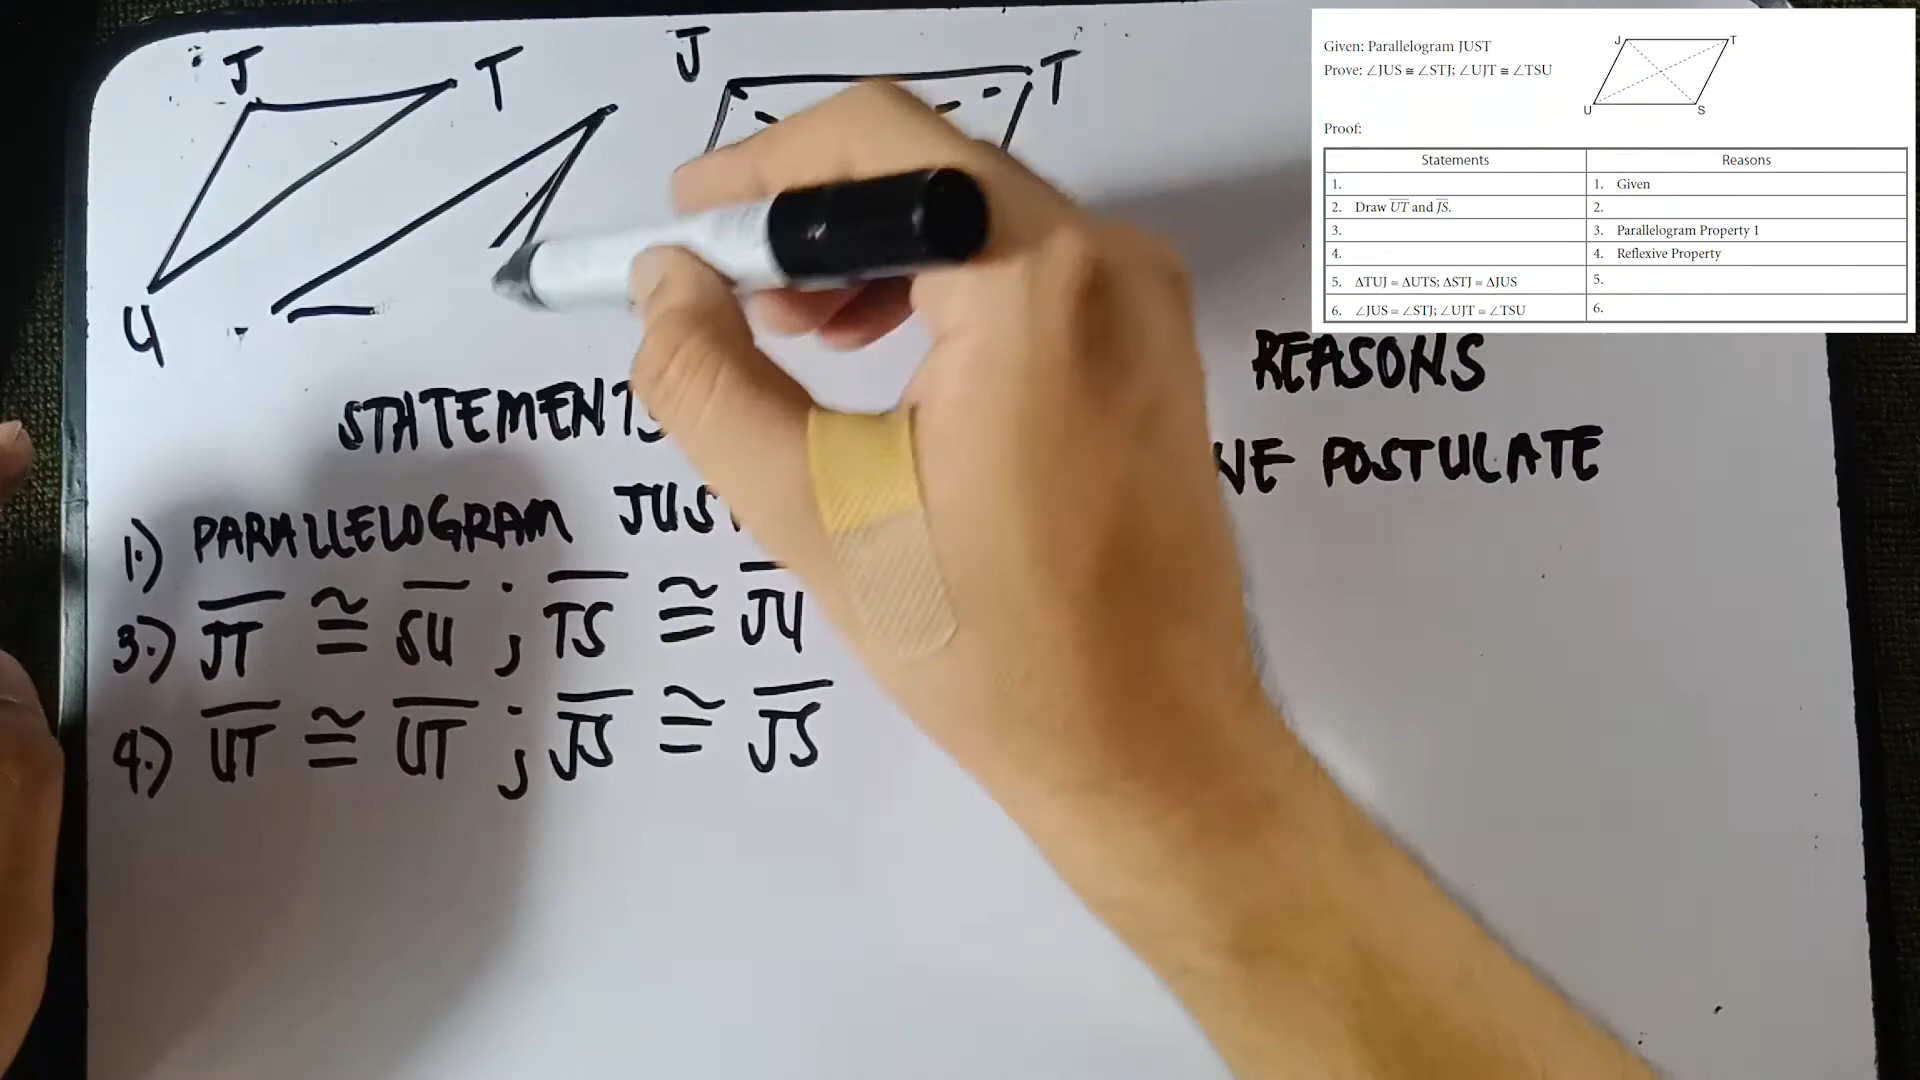 J T
U
J T
STATEMENTS REASONS
POSTULATE
1.) PARALLELOGRAM JUST
3.) JT ≅ SU ; TS ≅ JU
4.) UT ≅ UT ; JS ≅ JS
Given: Parallelogram JUST
Prove: ∠JUS ≅ ∠STJ; ∠UJT ≅ ∠TSU
J T
U S
Proof:
Statements Reasons
1. 1. Given
2. Draw UT and JS. 2.
3. 3. Parallelogram Property 1
4. 4. Reflexive Property
5. ΔTUJ ≅ ΔUTS; ΔSTJ ≅ ΔJUS 5.
6. ∠JUS ≅ ∠STJ; ∠UJT ≅ ∠TSU 6.